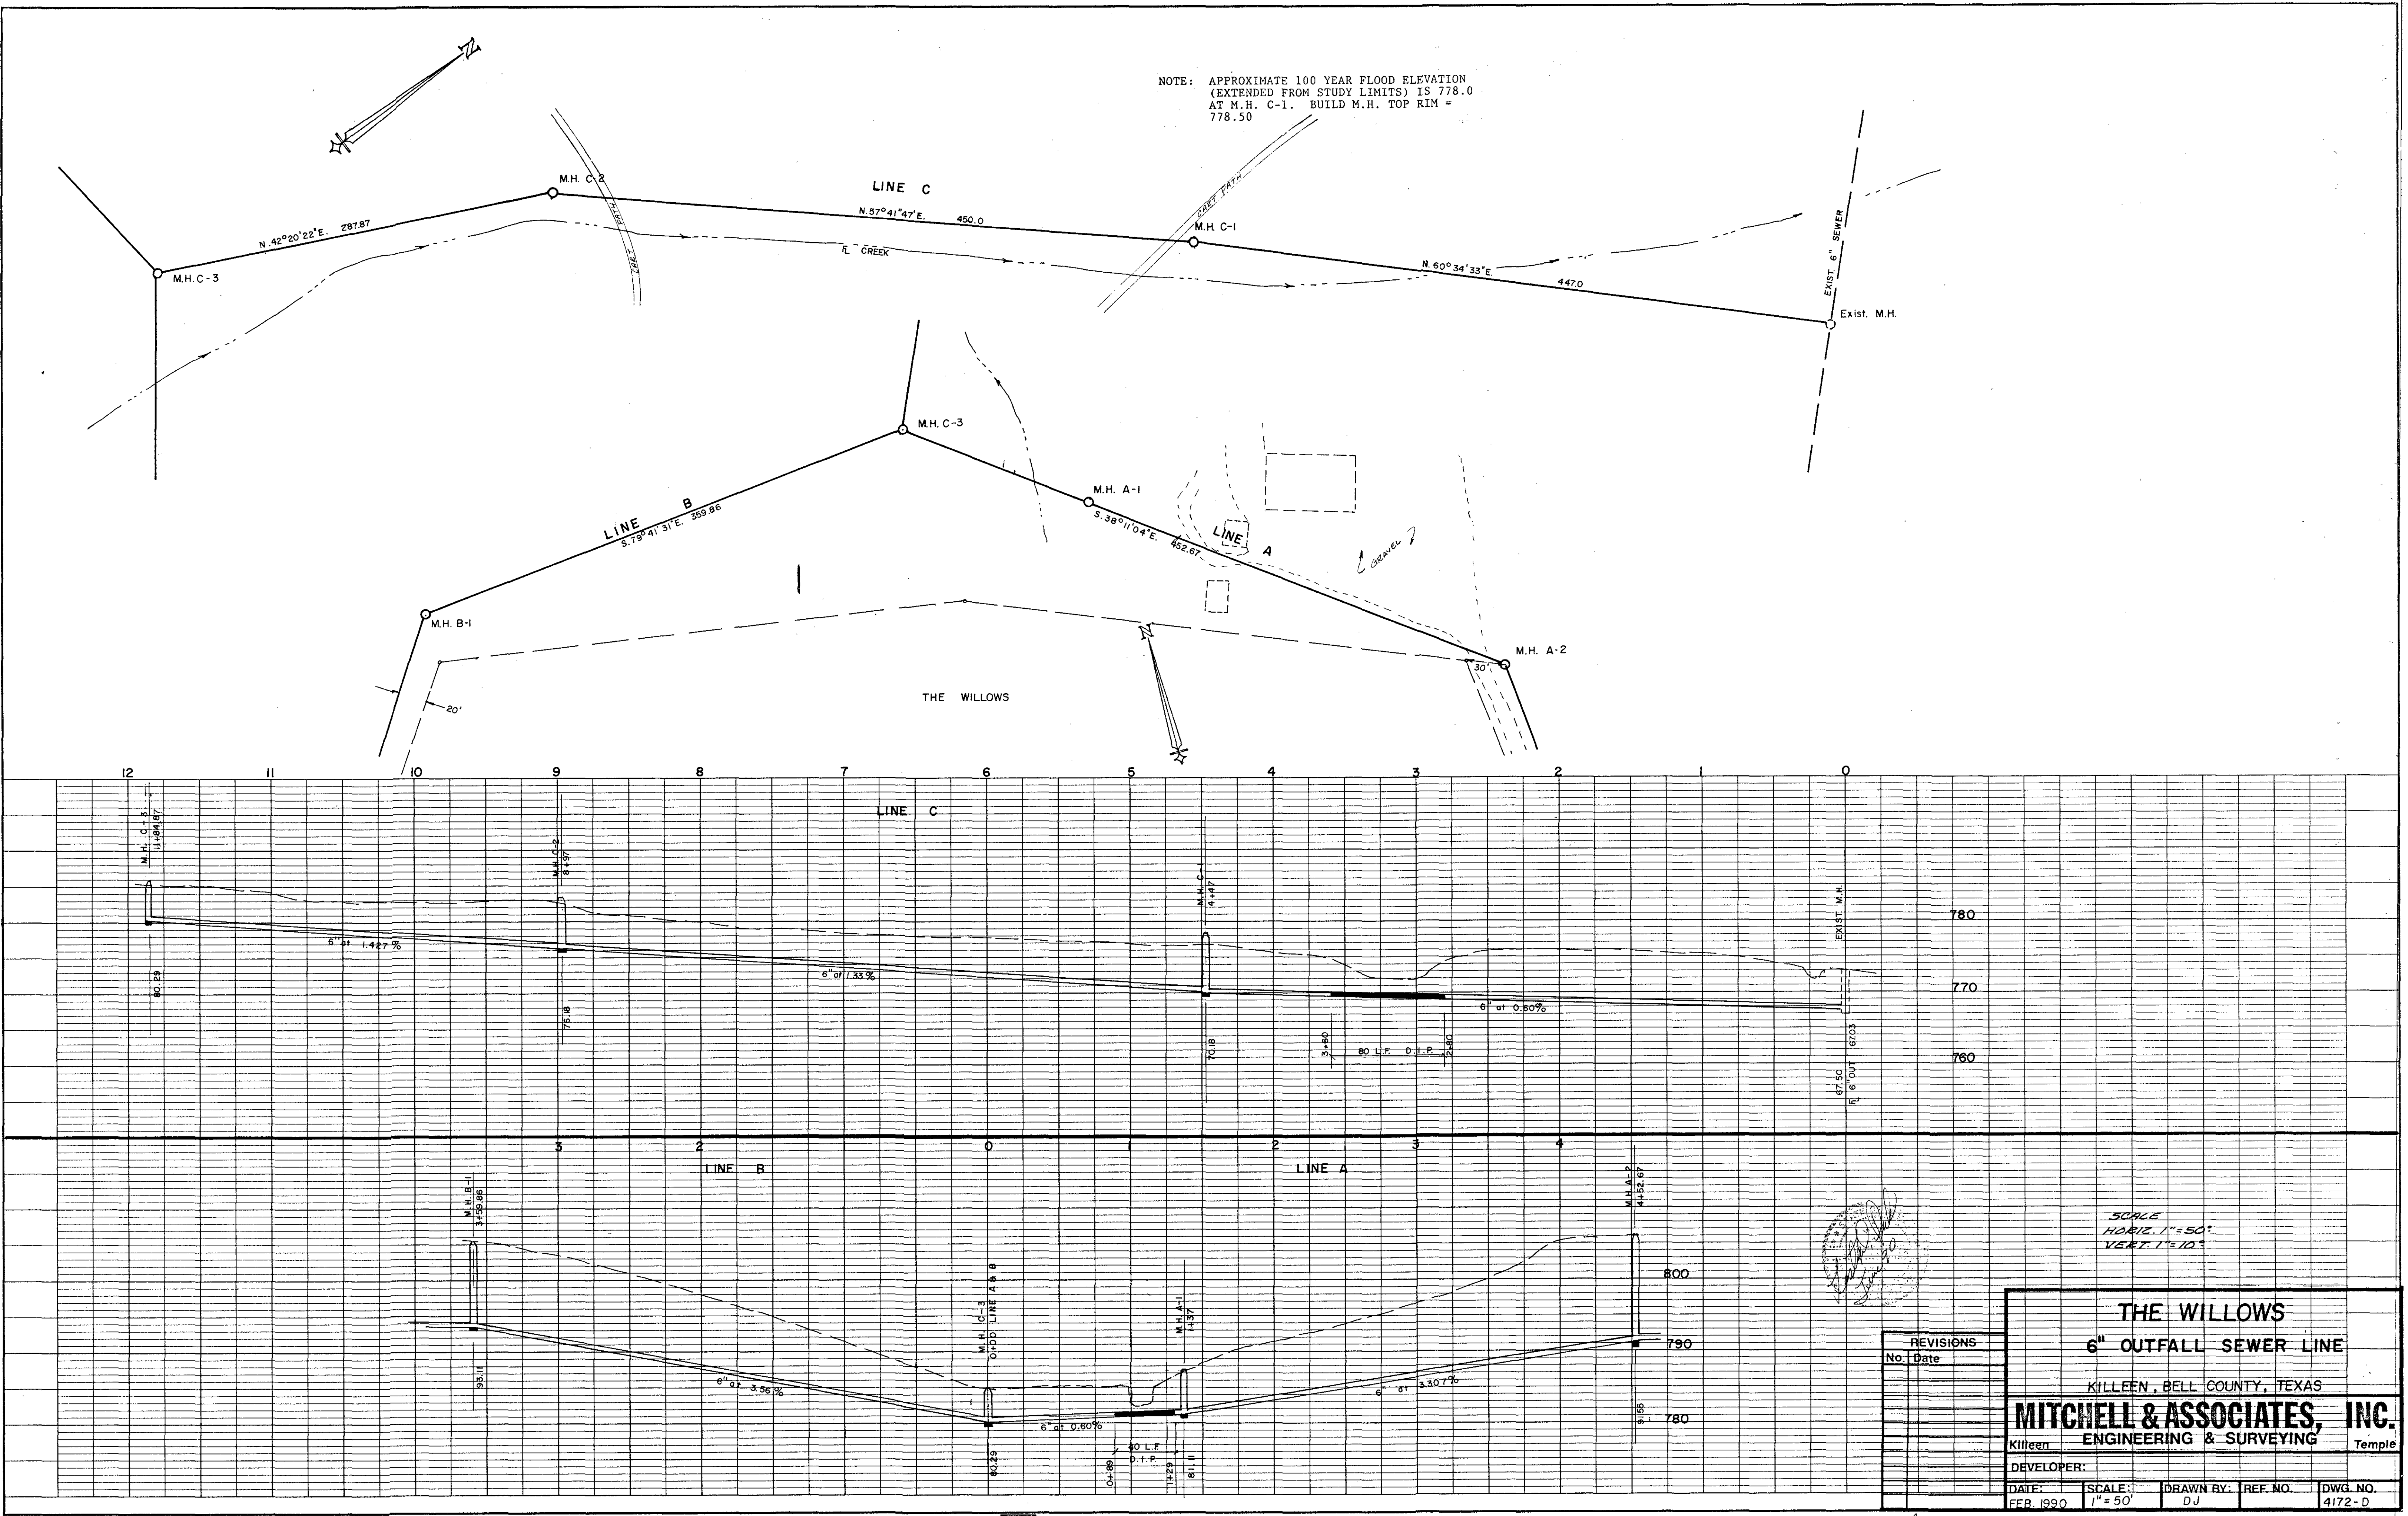 N
NOTE: APPROXIMATE 100 YEAR FLOOD ELEVATION
(EXTENDED FROM STUDY LIMITS) IS 778.0
AT M.H. C-1. BUILD M.H. TOP RIM =
778.50
M.H. C-2
LINE C
N.57°41"47'E. 450.0
N.42°20'22"E. 287.87
M.H.C-3
CART PATH
CART PATH
M.H. C-1
FL CREEK
N. 60°34'33"E.
447.0
EXIST. 6" SEWER
Exist. M.H.
M.H. C-3
M.H. A-1
LINE B
S.79°41'31"E. 359.86
S.38°11'04"E. 452.67
LINE A
GRAVEL
M.H. B-1
N
M.H. A-2
30'
20'
THE WILLOWS
12 11 10 9 8 7 6 5 4 3 2 1 0
LINE C
M.H. C-3
11+84.87
M.H. C-2
8+97
M.H. C-1
4+47
EXIST. M.H.
780
6" at 1.427 %
6" at 1.33 %
770
6" at 0.60%
80.29
76.18
70.18
3+60
80 L.F. D.I.P.
2+80
760
67.50
FL 6" OUT 67.03
3 2 1 0 1 2 3 4
LINE B
LINE A
M.H. B-1
3+59.86
M.H. A-2
4+52.67
M.H. C-3
0+00 LINE A & B
M.H. A-1
1+37
800
790
780
93.11
6" at 3.56 %
6" at 0.60%
6" at 3.307 %
80.29
0+89
40 L.F.
D.I.P.
1+29
81.11
91.55
SCALE
HORIZ. 1"=50'
VERT. 1"=10'
REVISIONS
No. Date
THE WILLOWS
6" OUTFALL SEWER LINE
KILLEEN, BELL COUNTY, TEXAS
MITCHELL & ASSOCIATES, INC.
ENGINEERING & SURVEYING
Killeen Temple
DEVELOPER:
DATE: SCALE: DRAWN BY: REF. NO. DWG. NO.
FEB. 1990 1" = 50' DJ 4172-D